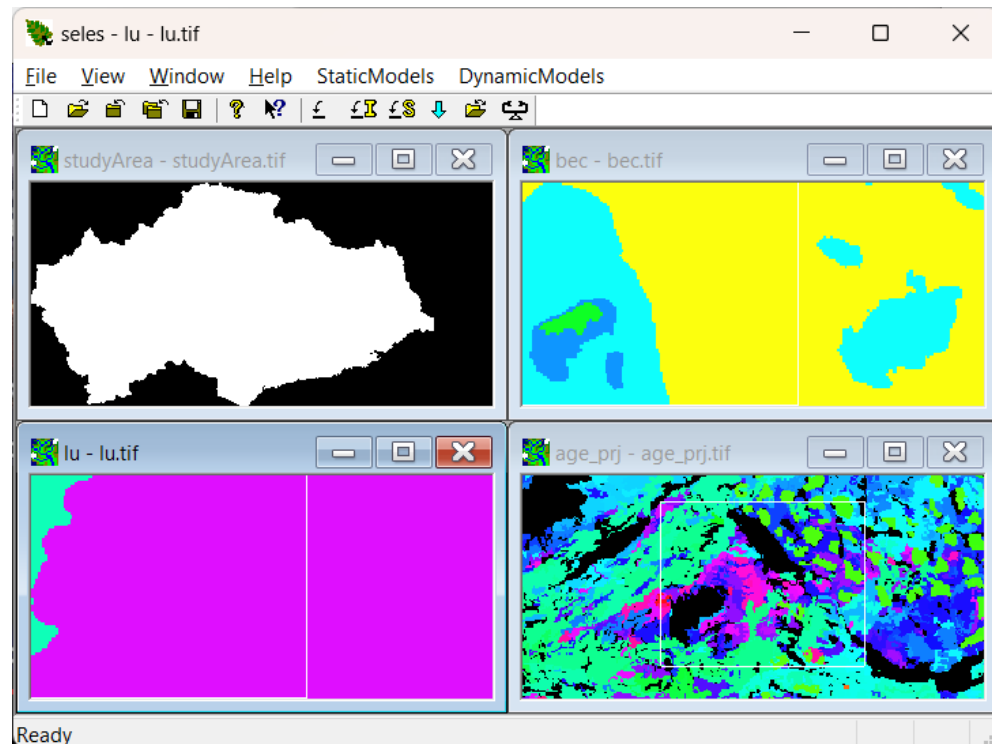 seles - lu - lu.tif
File View Window Help StaticModels DynamicModels
studyArea - studyArea.tif
bec - bec.tif
lu - lu.tif
age_prj - age_prj.tif
Ready